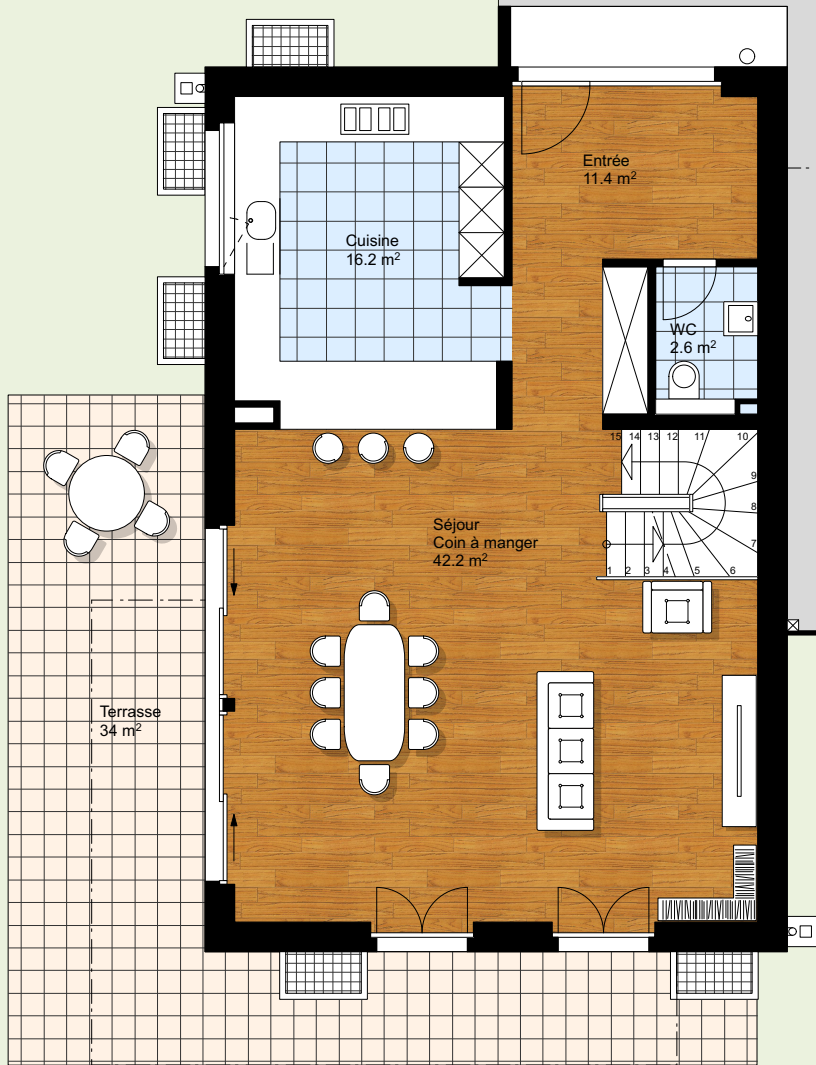 Entrée
11.4 m²
Cuisine
16.2 m²
WC
2.6 m²
15 14 13 12 11 10
9
8
7
1 2 3 4 5 6
Séjour
Coin à manger
42.2 m²
Terrasse
34 m²